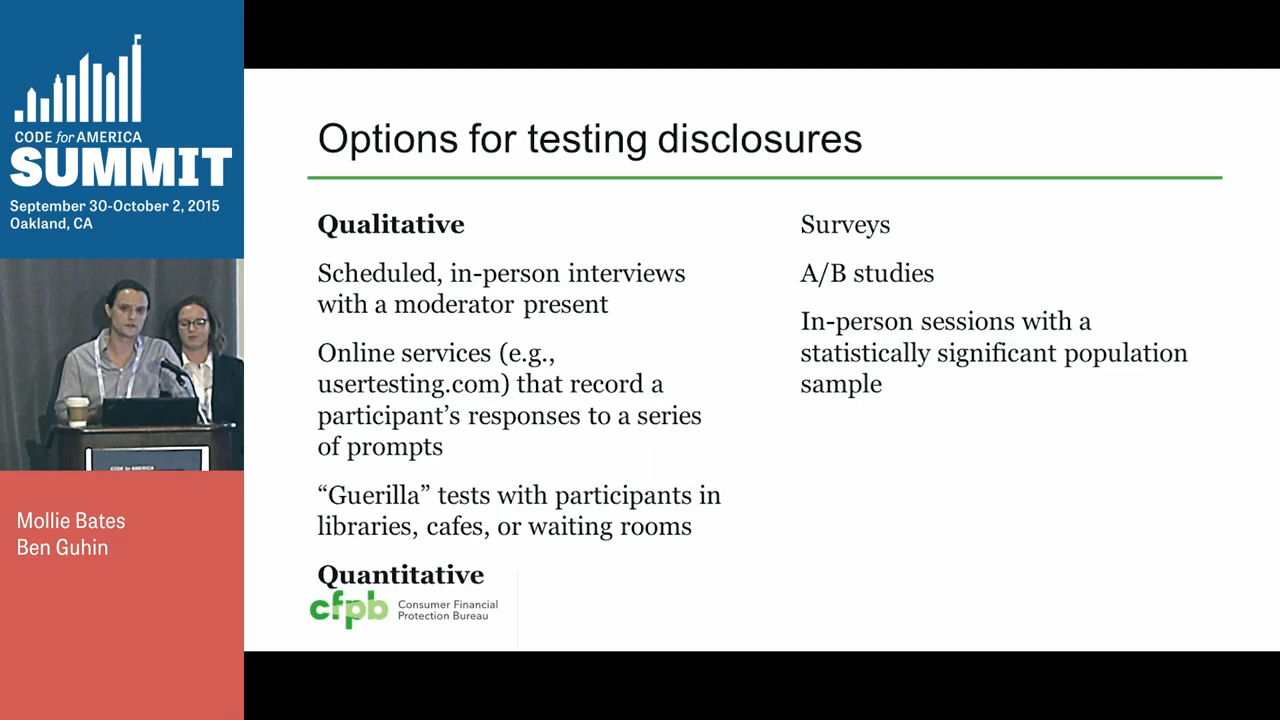 CODE for AMERICA
SUMMIT
September 30-October 2, 2015
Oakland, CA
CODE for AMERICA
Mollie Bates
Ben Guhin
Options for testing disclosures
Qualitative
Scheduled, in-person interviews
with a moderator present
Online services (e.g.,
usertesting.com) that record a
participant’s responses to a series
of prompts
“Guerilla” tests with participants in
libraries, cafes, or waiting rooms
Quantitative
Surveys
A/B studies
In-person sessions with a
statistically significant population
sample
cfpb
Consumer Financial
Protection Bureau